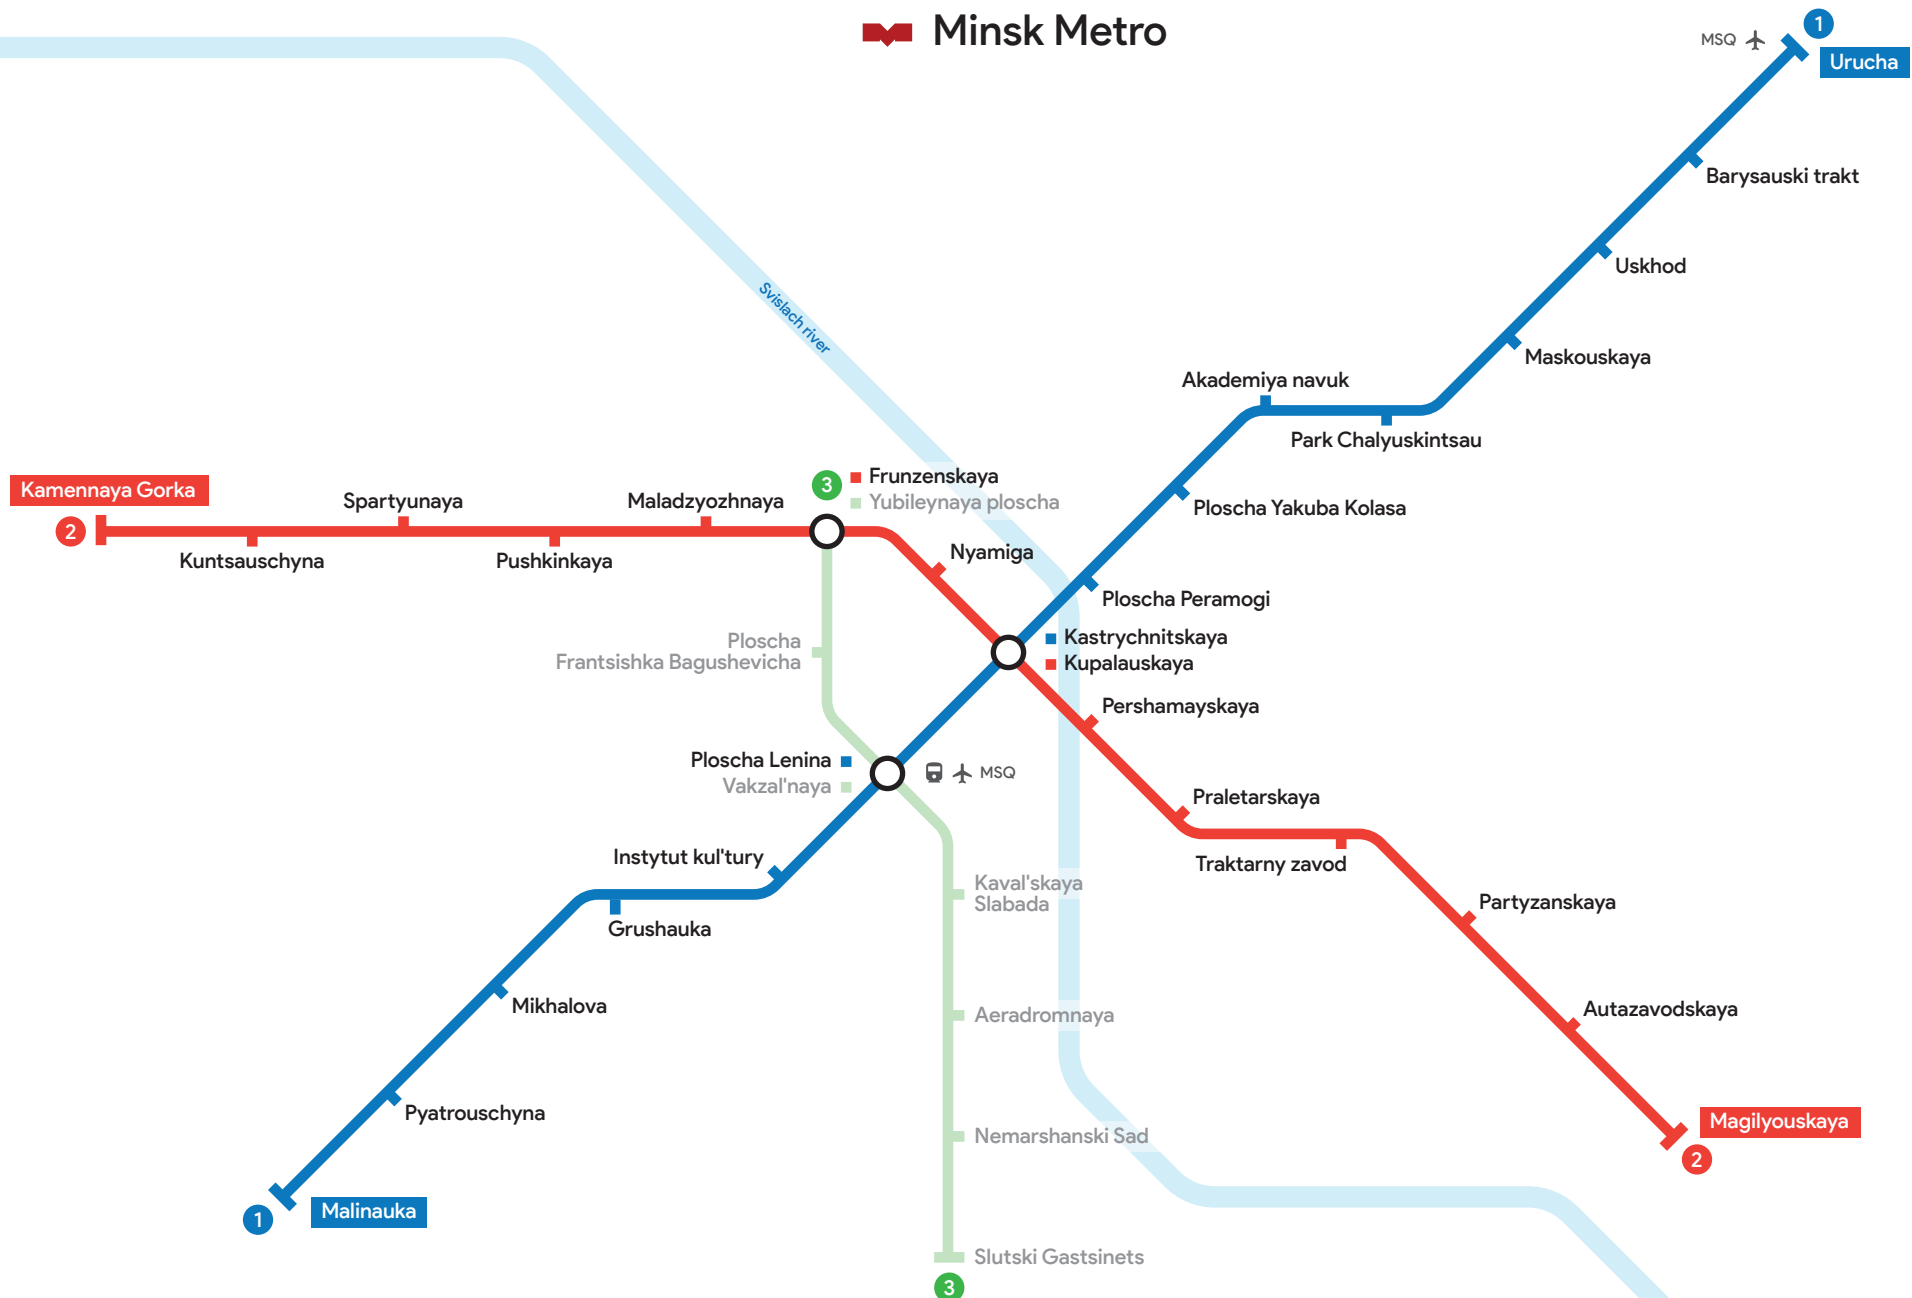 Minsk Metro
MSQ
1
Urucha
Barysauski trakt
Uskhod
Svislach river
Maskouskaya
Akademiya navuk
Park Chalyuskintsau
3
Frunzenskaya
Yubileynaya ploscha
Kamennaya Gorka
2
Spartyunaya
Maladzyozhnaya
Kuntsauschyna
Pushkinkaya
Ploscha Yakuba Kolasa
Nyamiga
Ploscha Peramogi
Kastrychnitskaya
Kupalauskaya
Ploscha
Frantsishka Bagushevicha
Pershamayskaya
Ploscha Lenina
Vakzal'naya
MSQ
Praletarskaya
Traktarny zavod
Instytut kul'tury
Grushauka
Kaval'skaya
Slabada
Partyzanskaya
Mikhalova
Aeradromnaya
Autazavodskaya
Pyatrouschyna
Nemarshanski Sad
Magilyouskaya
2
1
Malinauka
Slutski Gastsinets
3